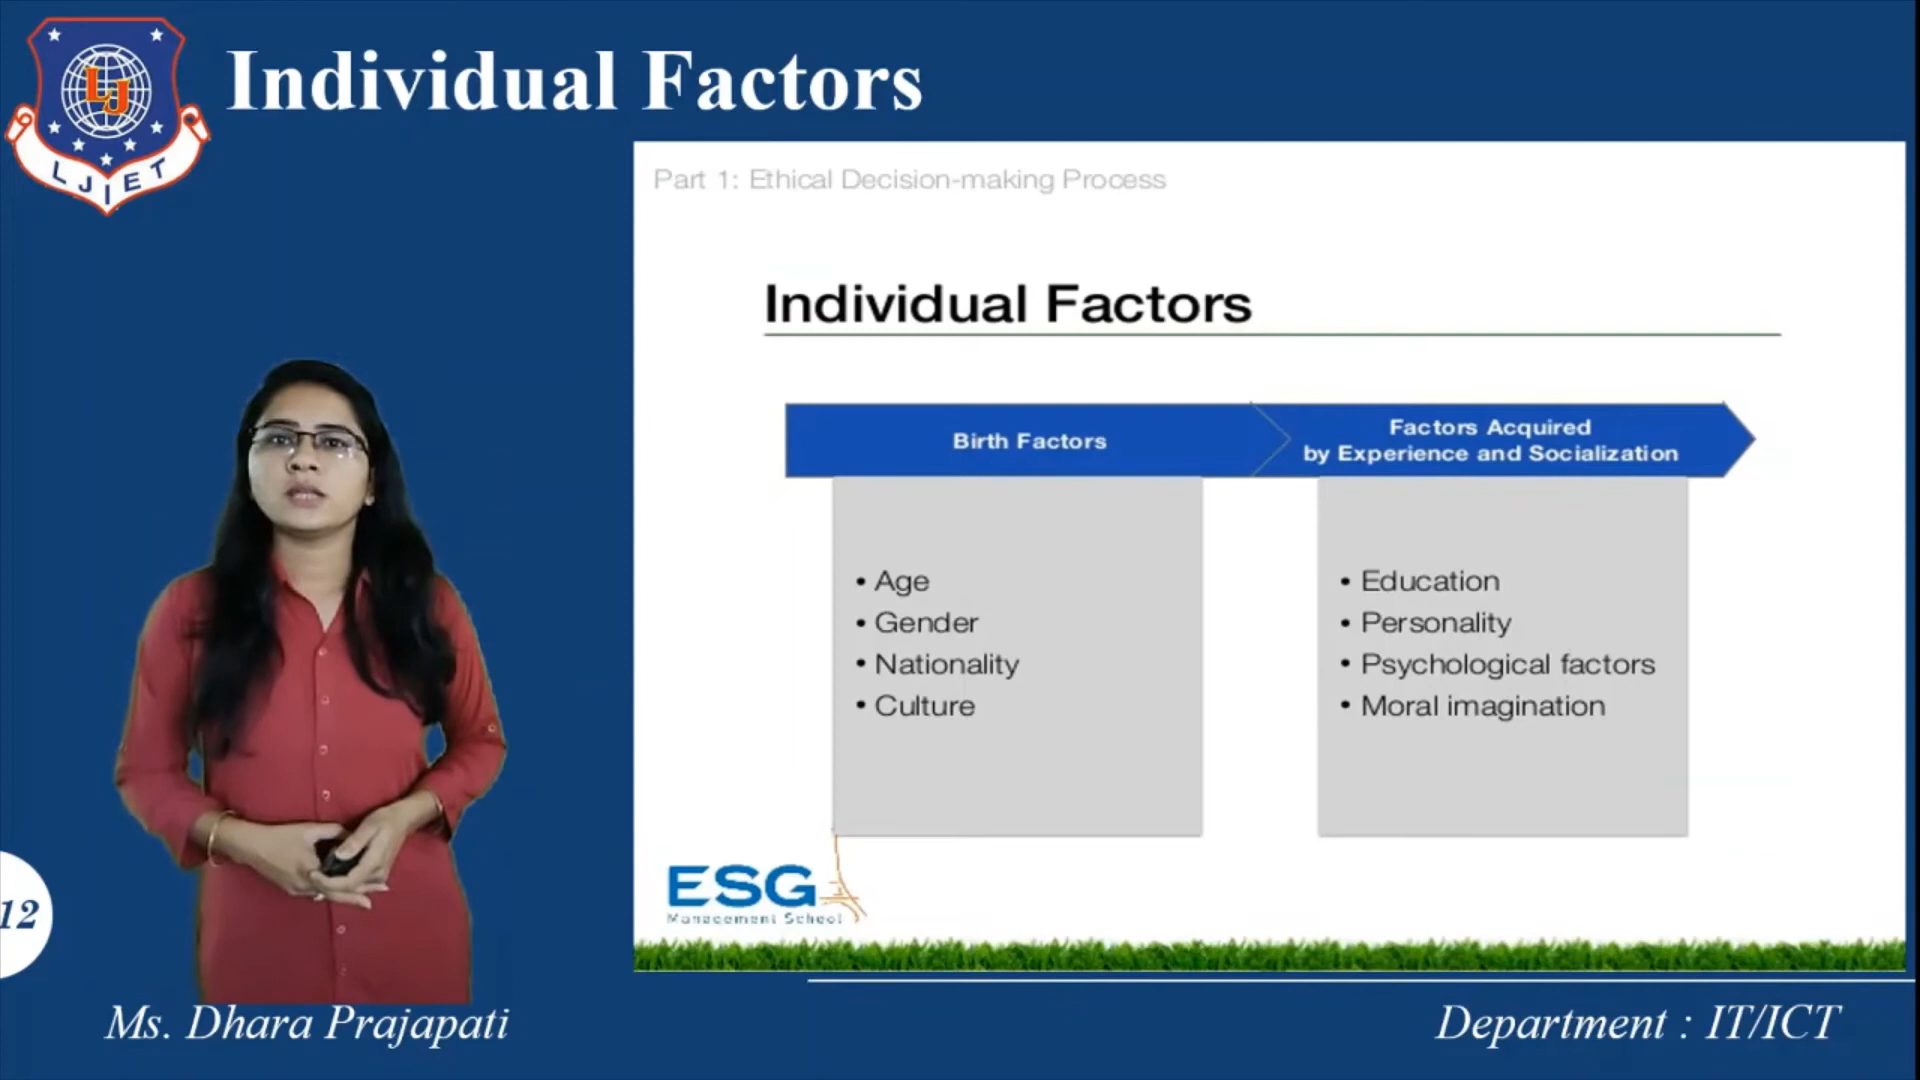 LJ
LJIET
Individual Factors
Part 1: Ethical Decision-making Process
Individual Factors
Birth Factors
Factors Acquired
by Experience and Socialization
• Age
• Gender
• Nationality
• Culture
• Education
• Personality
• Psychological factors
• Moral imagination
ESG
Management School
12
Ms. Dhara Prajapati
Department : IT/ICT